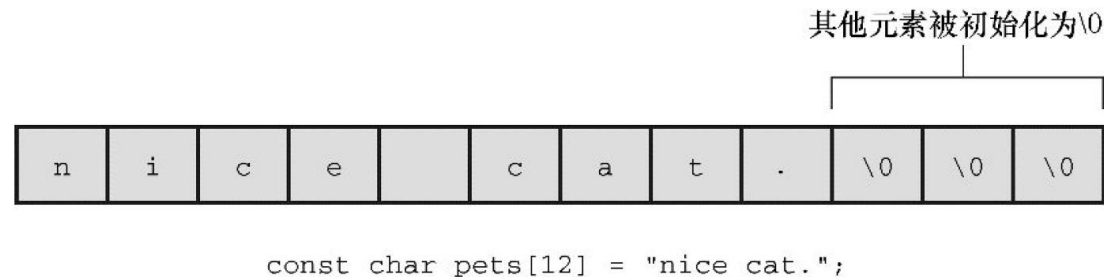 其他元素被初始化为\0
n i c e c a t . \0 \0 \0
const char pets[12] = "nice cat.";